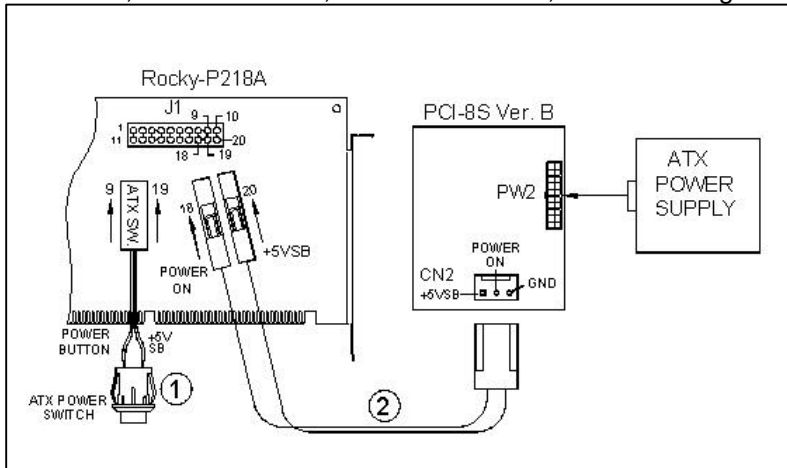 Rocky-P218A
J1
9
10
1
11
20
18
19
PCI-8S Ver. B
PW2
ATX
POWER
SUPPLY
9
ATX SW.
19
18
20
POWER
ON
+5VSB
POWER
ON
CN2
+5VSB
GND
POWER
BUTTON
+5V
SB
ATX POWER
SWITCH
1
2